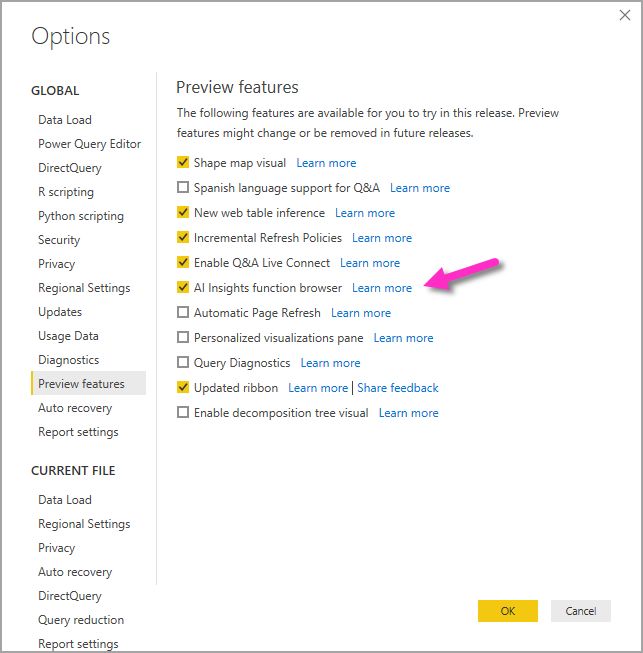 Options
GLOBAL
Data Load
Power Query Editor
DirectQuery
R scripting
Python scripting
Security
Privacy
Regional Settings
Updates
Usage Data
Diagnostics
Preview features
Auto recovery
Report settings
CURRENT FILE
Data Load
Regional Settings
Privacy
Auto recovery
DirectQuery
Query reduction
Report settings
Preview features
The following features are available for you to try in this release. Preview
features might change or be removed in future releases.
Shape map visual Learn more
Spanish language support for Q&A Learn more
New web table inference Learn more
Incremental Refresh Policies Learn more
Enable Q&A Live Connect Learn more
AI Insights function browser Learn more
Automatic Page Refresh Learn more
Personalized visualizations pane Learn more
Query Diagnostics Learn more
Updated ribbon Learn more | Share feedback
Enable decomposition tree visual Learn more
OK Cancel